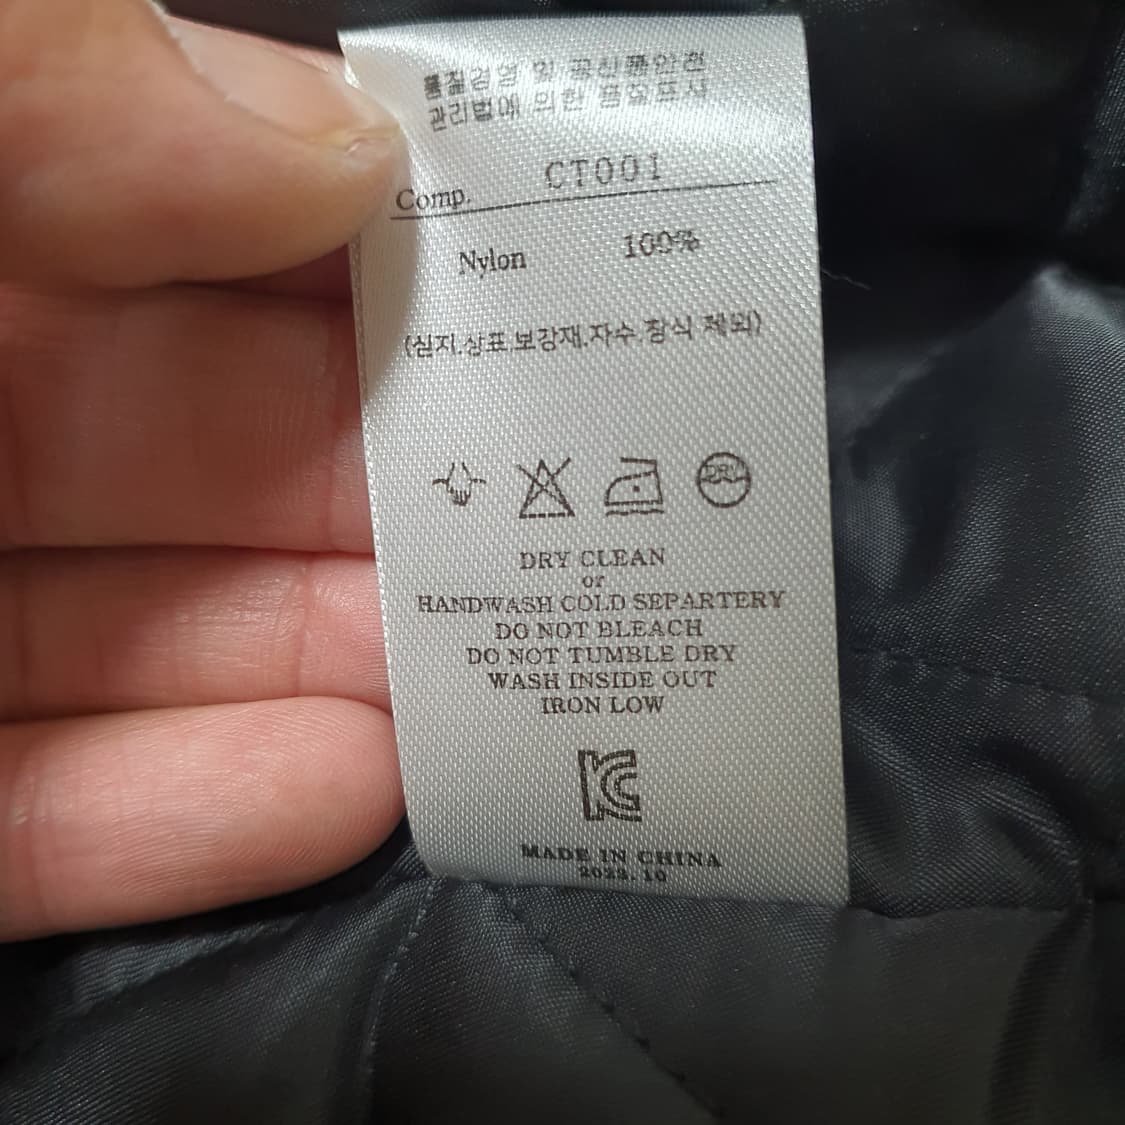 품질경영 및 공산품안전
관리법에 의한 품질표시
CT001
Comp.
Nylon 100%
(심지.상표.보강재.자수.장식 제외)
DRY
DRY CLEAN
or
HANDWASH COLD SEPARTERY
DO NOT BLEACH
DO NOT TUMBLE DRY
WASH INSIDE OUT
IRON LOW
KC
MADE IN CHINA
2022.10